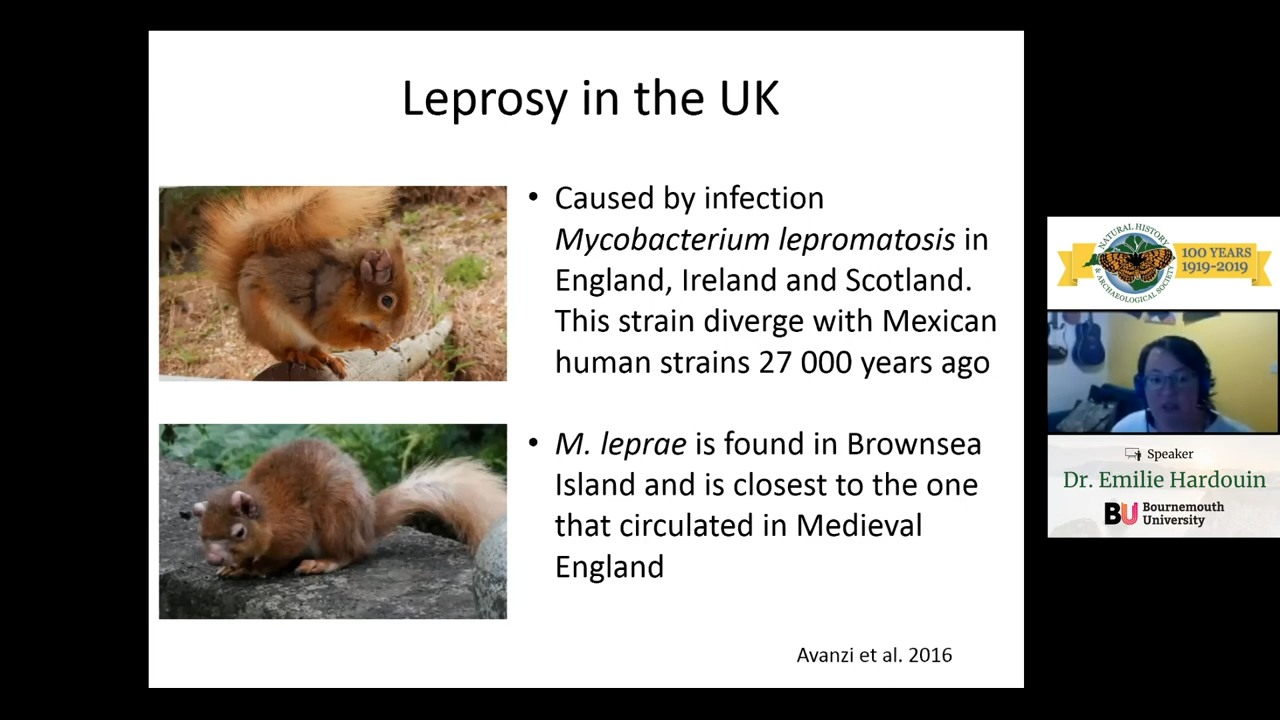 Leprosy in the UK
• Caused by infection
Mycobacterium lepromatosis in
England, Ireland and Scotland.
This strain diverge with Mexican
human strains 27 000 years ago
• M. leprae is found in Brownsea
Island and is closest to the one
that circulated in Medieval
England
Avanzi et al. 2016
NATURAL HISTORY
& ARCHAEOLOGICAL SOCIETY
100 YEARS
1919-2019
Speaker
Dr. Emilie Hardouin
BU Bournemouth
University